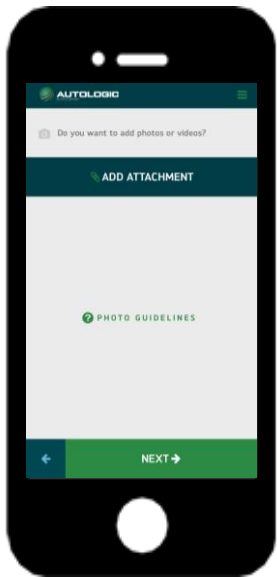 AUTOLOGIC
Do you want to add photos or videos?
ADD ATTACHMENT
PHOTO GUIDELINES
NEXT